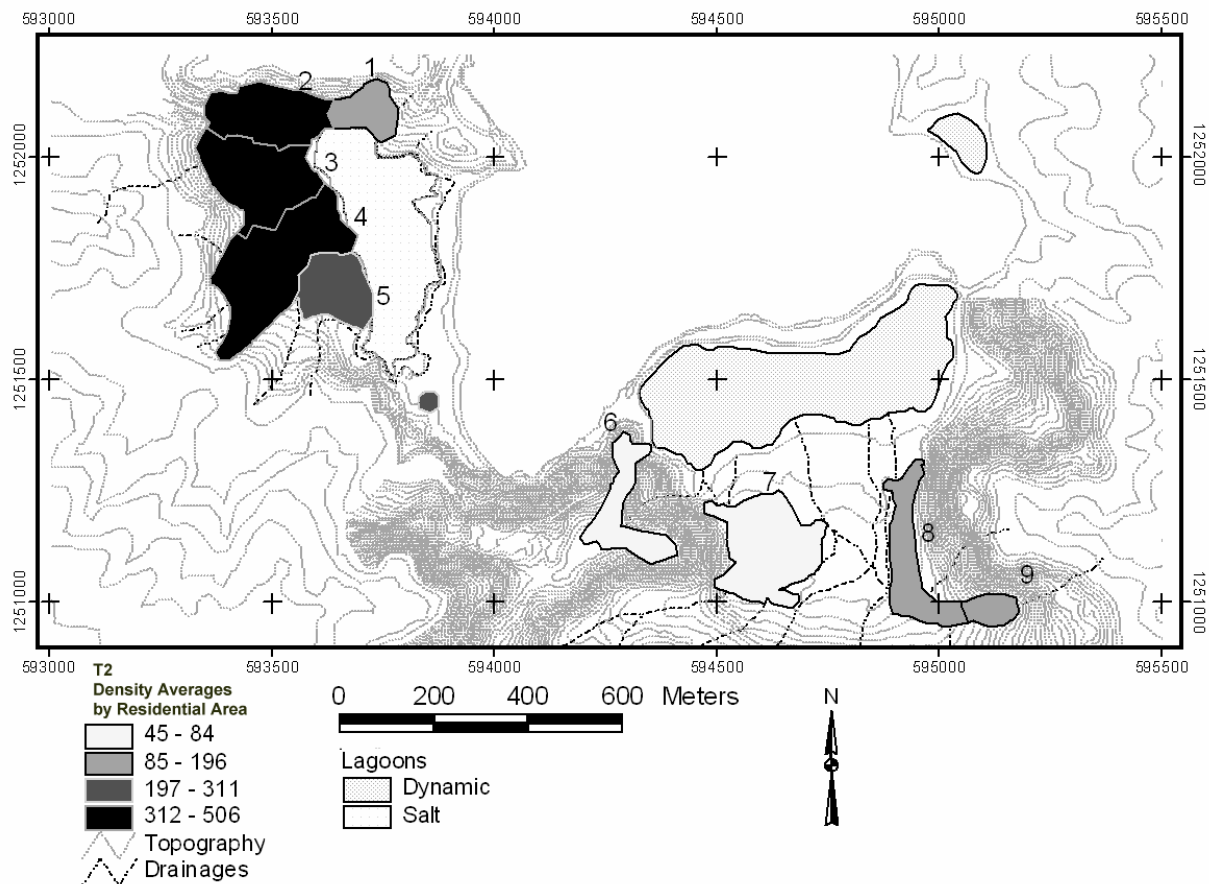 593000 593500 594000 594500 595000 595500
1252000 1252000
1251500 1251500
1251000 1251000
1
2
3
4
5
6
7
8
9
593000 593500 594000 594500 595000 595500
T2
Density Averages
by Residential Area
45 - 84
85 - 196
197 - 311
312 - 506
Topography
Drainages
0 200 400 600 Meters
Lagoons
Dynamic
Salt
N